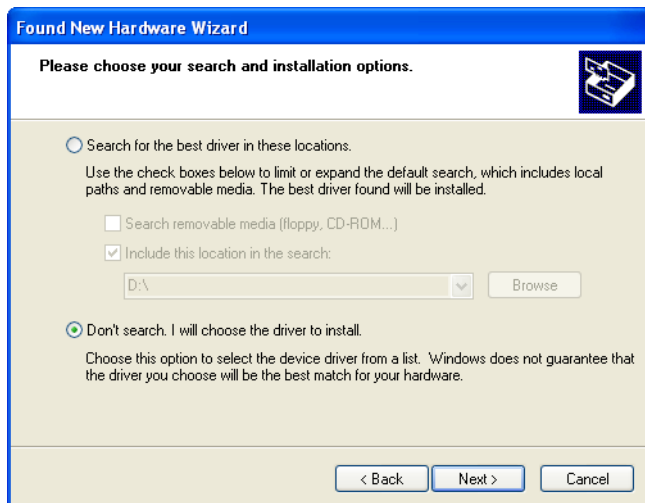 Found New Hardware Wizard
Please choose your search and installation options.
Search for the best driver in these locations.
Use the check boxes below to limit or expand the default search, which includes local
paths and removable media. The best driver found will be installed.
Search removable media (floppy, CD-ROM...)
Include this location in the search:
D:\
Browse
Don't search. I will choose the driver to install.
Choose this option to select the device driver from a list. Windows does not guarantee that
the driver you choose will be the best match for your hardware.
< Back
Next >
Cancel